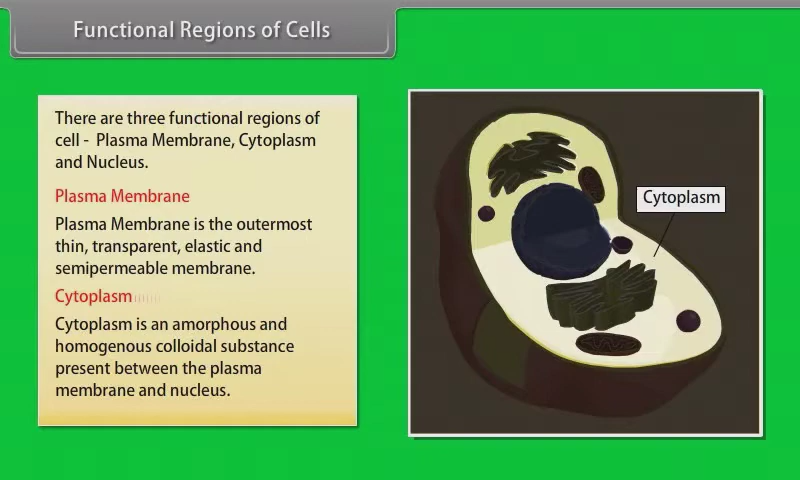 Functional Regions of Cells
There are three functional regions of
cell - Plasma Membrane, Cytoplasm
and Nucleus.
Plasma Membrane
Plasma Membrane is the outermost
thin, transparent, elastic and
semipermeable membrane.
Cytoplasm
Cytoplasm is an amorphous and
homogenous colloidal substance
present between the plasma
membrane and nucleus.
Cytoplasm